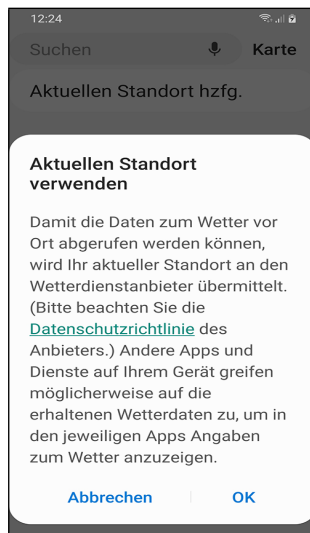 12:24
Suchen Karte
Aktuellen Standort hzfg.
Aktuellen Standort
verwenden
Damit die Daten zum Wetter vor
Ort abgerufen werden können,
wird Ihr aktueller Standort an den
Wetterdienstanbieter übermittelt.
(Bitte beachten Sie die
Datenschutzrichtlinie des
Anbieters.) Andere Apps und
Dienste auf Ihrem Gerät greifen
möglicherweise auf die
erhaltenen Wetterdaten zu, um in
den jeweiligen Apps Angaben
zum Wetter anzuzeigen.
Abbrechen OK